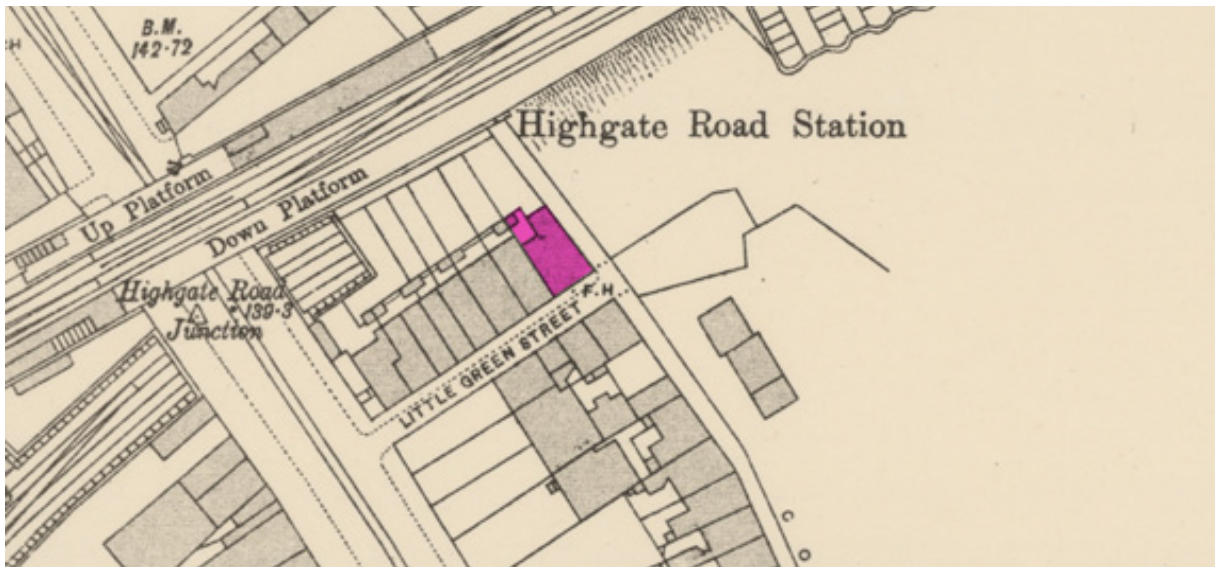 B.M.
142·72
Highgate Road Station
Up Platform
Down Platform
Highgate Road
139·3
Junction
F.H.
LITTLE GREEN STREET
C
O